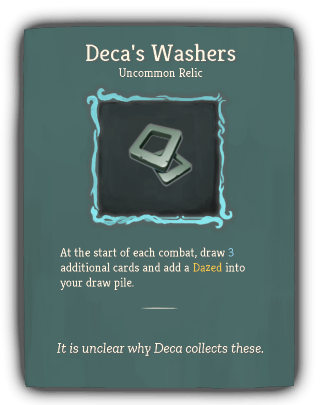 Deca's Washers
Uncommon Relic
At the start of each combat, draw 3
additional cards and add a Dazed into
your draw pile.
It is unclear why Deca collects these.